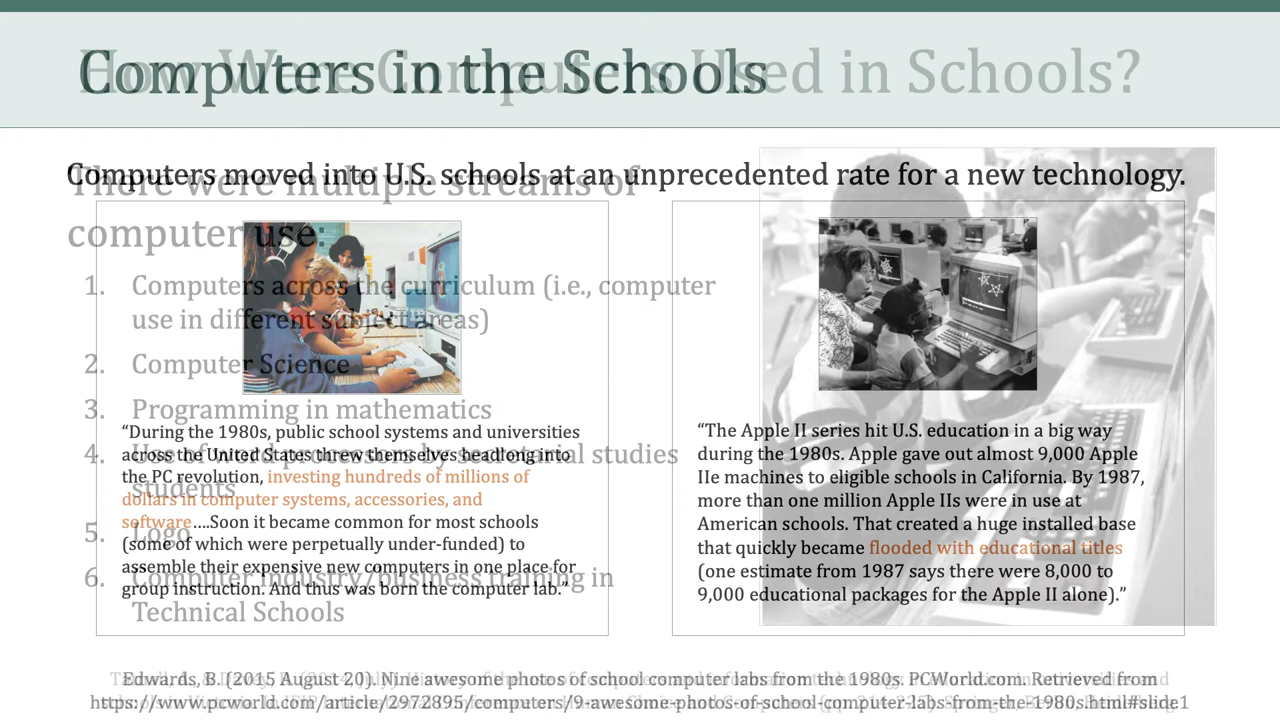 Computers in the Schools
How Were Computers Used in Schools?
Computers moved into U.S. schools at an unprecedented rate for a new technology.
There were multiple streams of
computer use:
1. Computers across the curriculum (i.e., computer
use in different subject areas)
2. Computer Science
3. Programming in mathematics
4. Use of word processors by secretarial studies
students
5. Logo
6. Computer industry/business training in
Technical Schools
“During the 1980s, public school systems and universities
across the United States threw themselves headlong into
the PC revolution, investing hundreds of millions of
dollars in computer systems, accessories, and
software….Soon it became common for most schools
(some of which were perpetually under-funded) to
assemble their expensive new computers in one place for
group instruction. And thus was born the computer lab.”
“The Apple II series hit U.S. education in a big way
during the 1980s. Apple gave out almost 9,000 Apple
IIe machines to eligible schools in California. By 1987,
more than one million Apple IIs were in use at
American schools. That created a huge installed base
that quickly became flooded with educational titles
(one estimate from 1987 says there were 8,000 to
9,000 educational packages for the Apple II alone).”
Edwards, B. (2015 August 20). Nine awesome photos of school computer labs from the 1980s. PCWorld.com. Retrieved from
https://www.pcworld.com/article/2972895/computers/9-awesome-photos-of-school-computer-labs-from-the-1980s.html#slide1